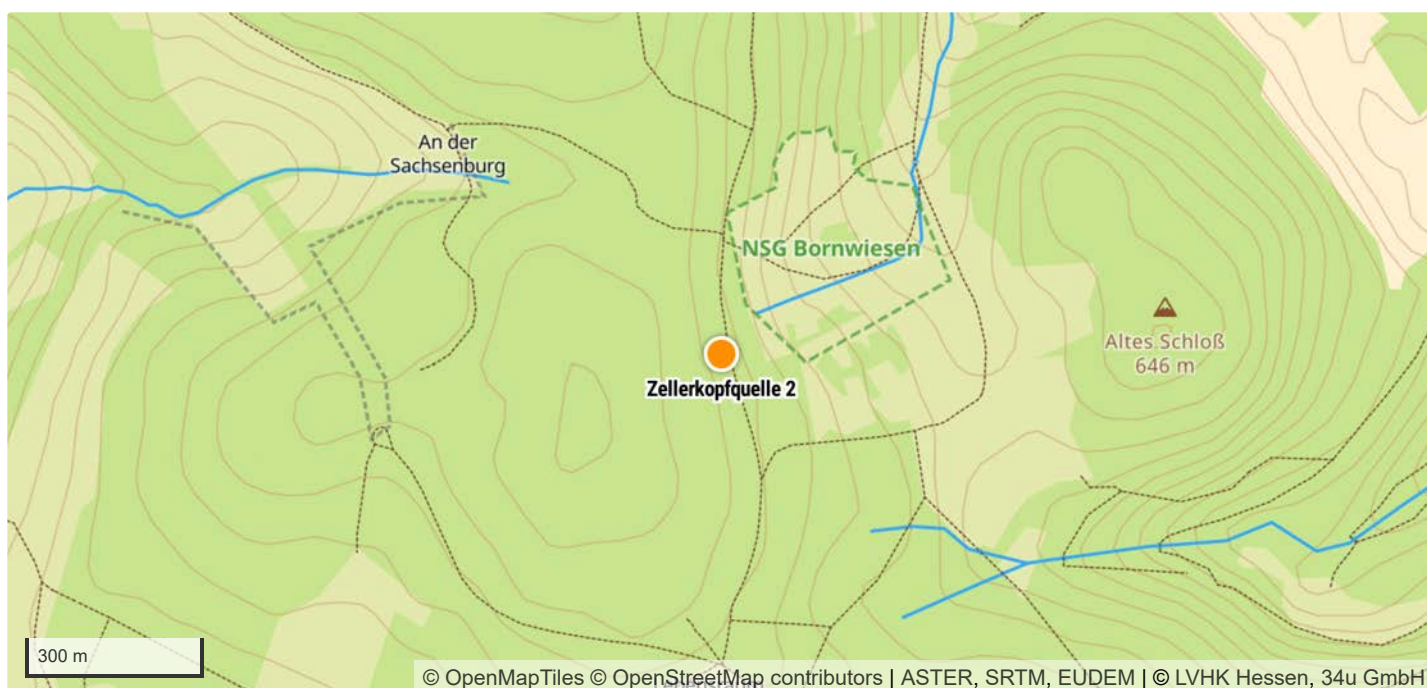 An der
Sachsenburg
NSG Bornwiesen
Altes Schloß
646 m
Zellerkopfquelle 2
300 m
© OpenMapTiles © OpenStreetMap contributors | ASTER, SRTM, EUDEM | © LVHK Hessen, 34u GmbH